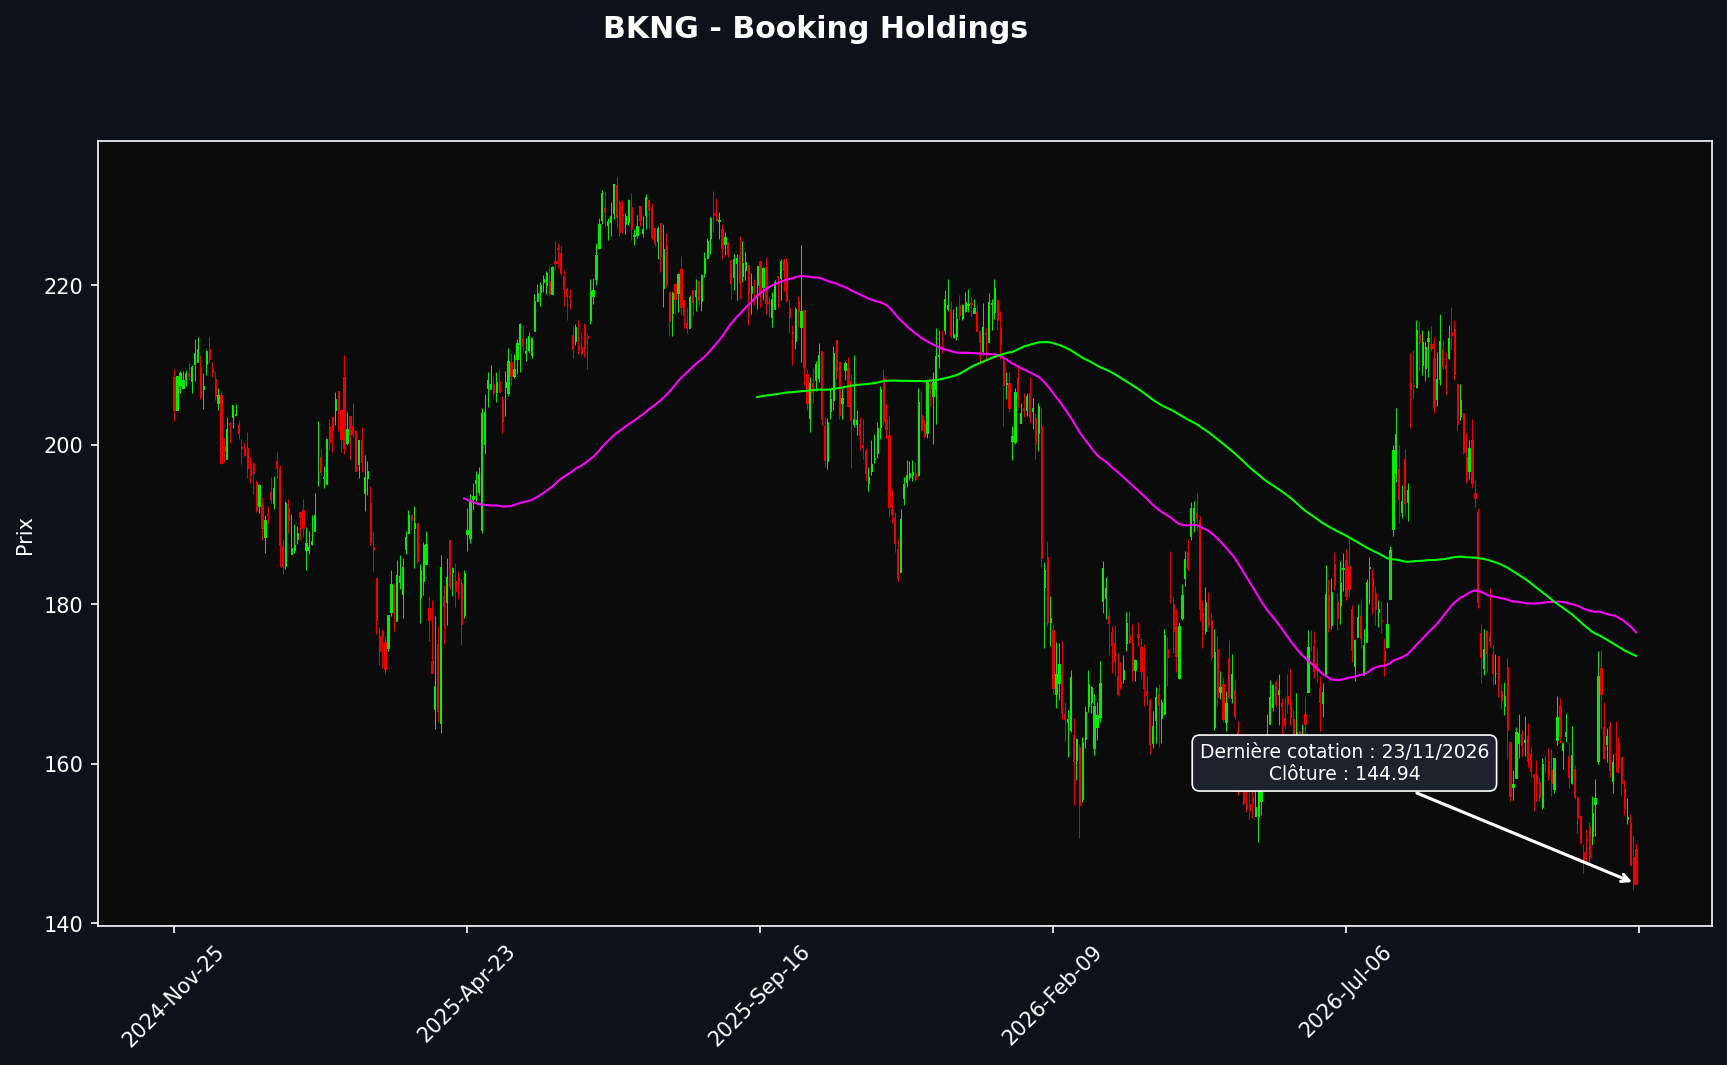 BKNG - Booking Holdings
Prix
220
200
180
160
140
Dernière cotation : 23/11/2026
Clôture : 144.94
2024-Nov-25
2025-Apr-23
2025-Sep-16
2026-Feb-09
2026-Jul-06